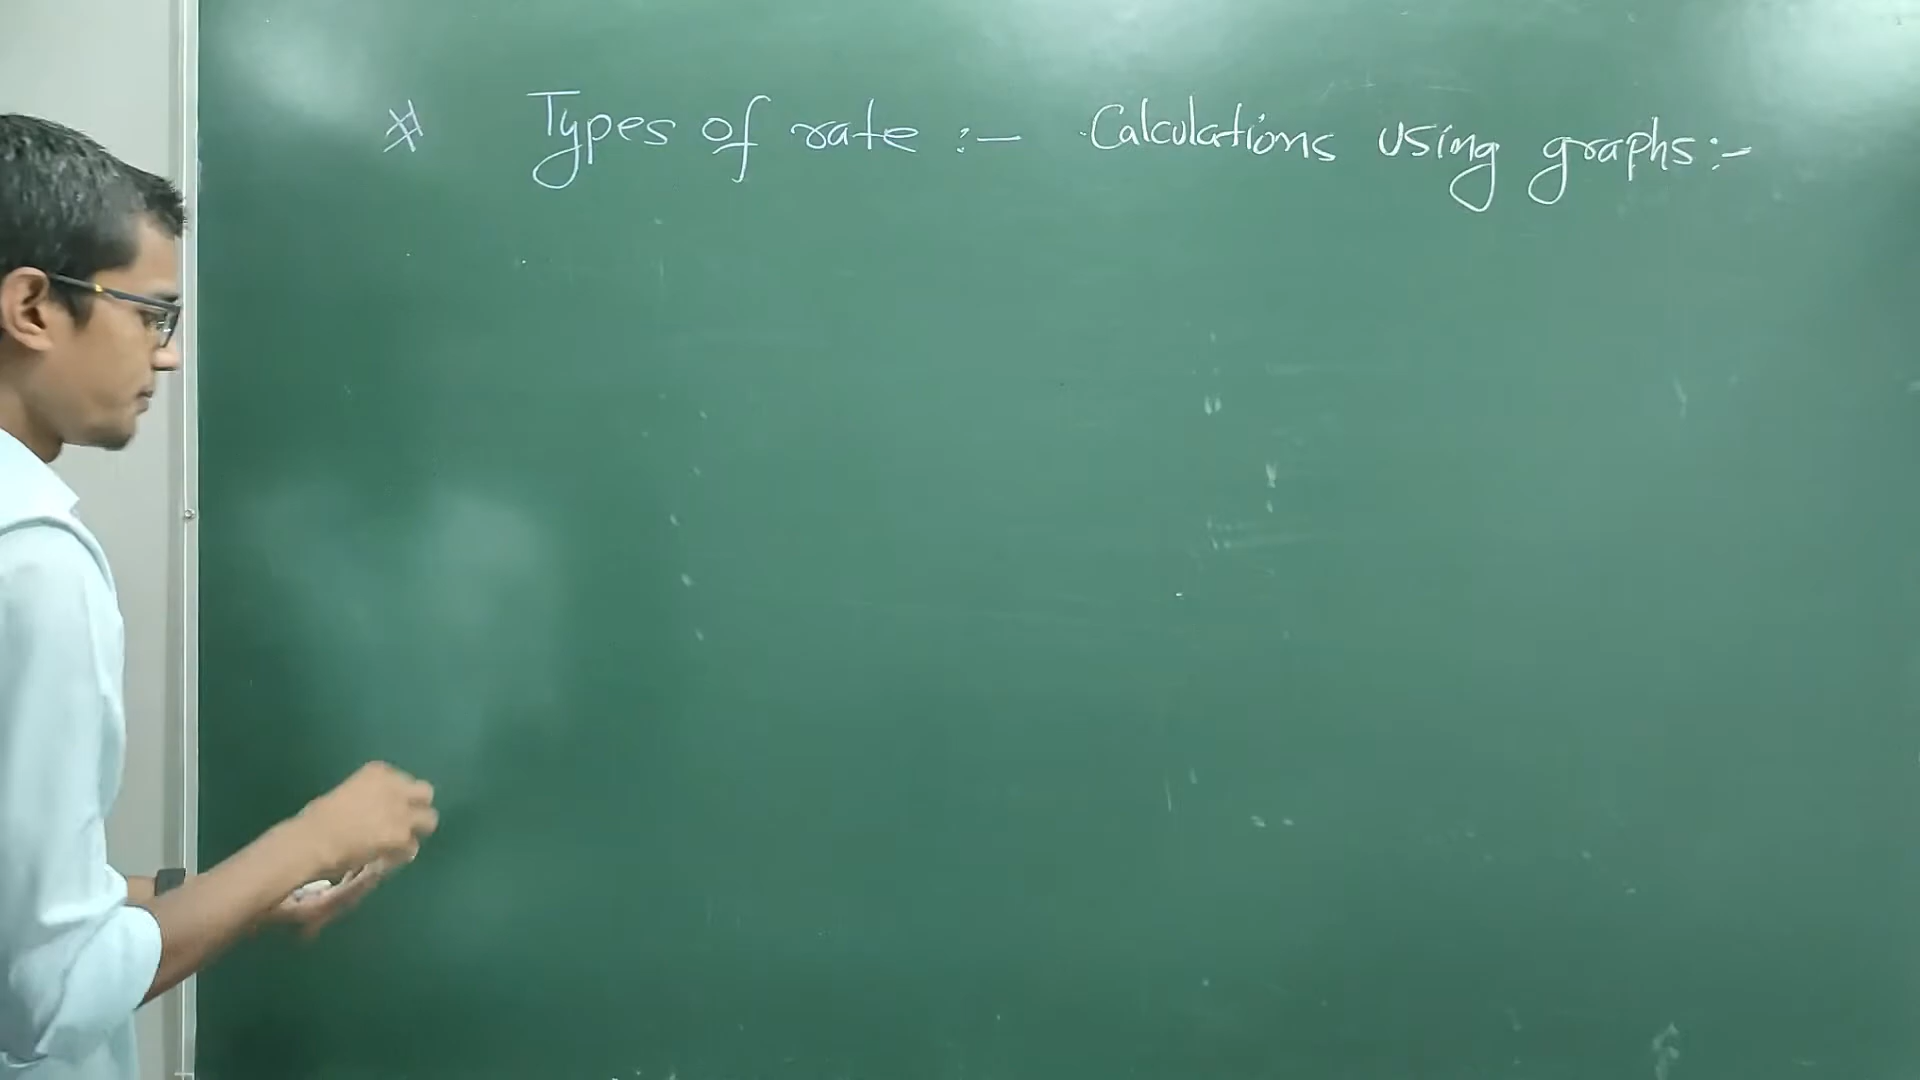 * Types of rate :- Calculations using graphs :-